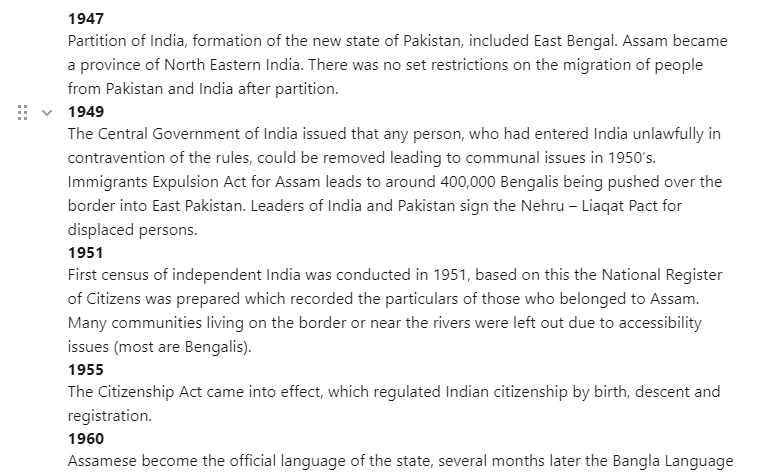 1947
Partition of India, formation of the new state of Pakistan, included East Bengal. Assam became
a province of North Eastern India. There was no set restrictions on the migration of people
from Pakistan and India after partition.
1949
The Central Government of India issued that any person, who had entered India unlawfully in
contravention of the rules, could be removed leading to communal issues in 1950’s.
Immigrants Expulsion Act for Assam leads to around 400,000 Bengalis being pushed over the
border into East Pakistan. Leaders of India and Pakistan sign the Nehru – Liaqat Pact for
displaced persons.
1951
First census of independent India was conducted in 1951, based on this the National Register
of Citizens was prepared which recorded the particulars of those who belonged to Assam.
Many communities living on the border or near the rivers were left out due to accessibility
issues (most are Bengalis).
1955
The Citizenship Act came into effect, which regulated Indian citizenship by birth, descent and
registration.
1960
Assamese become the official language of the state, several months later the Bangla Language